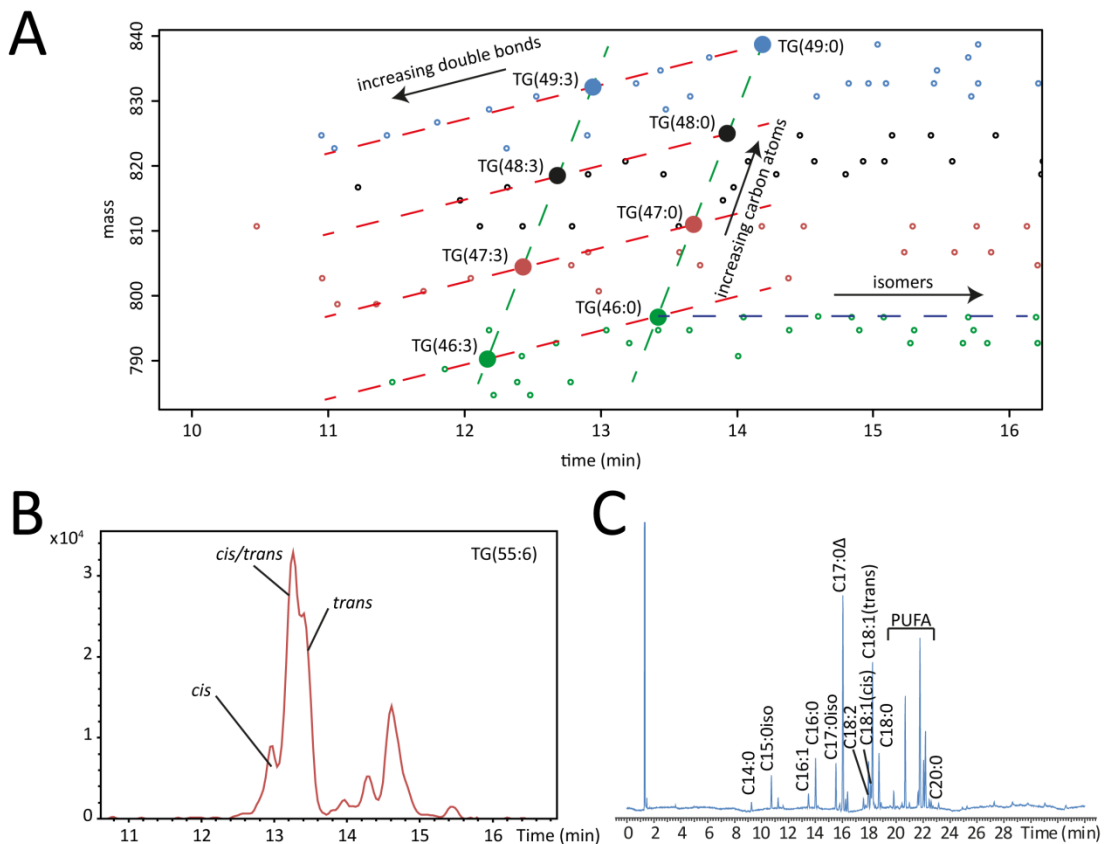 A
840
830
820
810
800
790
mass
increasing double bonds
TG(49:3)
TG(49:0)
TG(48:3)
TG(48:0)
TG(47:3)
TG(47:0)
TG(46:3)
TG(46:0)
increasing carbon atoms
isomers
10 11 12 13 14 15 16
time (min)
B
x10⁴
3
2
1
0
TG(55:6)
cis/trans
trans
cis
11 12 13 14 15 Time (min)
C
C14:0
C15:0iso
C16:1
C16:0
C17:0iso
C17:0Δ
C18:2
C18:1(cis)
C18:1(trans)
C18:0
PUFA
C20:0
0 2 4 6 8 10 12 14 16 18 20 22 24 26 28 Time (min)